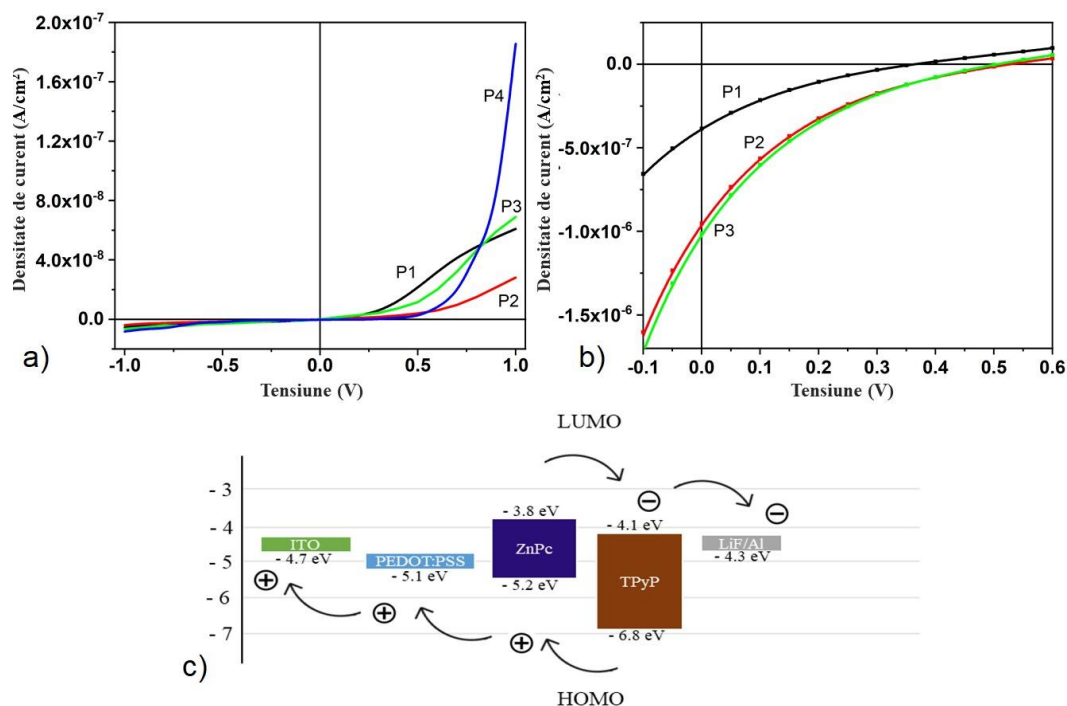 2.0x10⁻⁷
1.6x10⁻⁷
1.2x10⁻⁷
8.0x10⁻⁸
4.0x10⁻⁸
0.0
Densitate de curent (A/cm²)
P4
P3
P1
P2
-1.0 -0.5 0.0 0.5 1.0
Tensiune (V)
a)
0.0
-5.0x10⁻⁷
-1.0x10⁻⁶
-1.5x10⁻⁶
Densitate de curent (A/cm²)
P1
P2
P3
-0.1 0.0 0.1 0.2 0.3 0.4 0.5 0.6
Tensiune (V)
b)
LUMO
- 3
- 4
- 5
- 6
- 7
ITO
- 4.7 eV
PEDOT:PSS
- 5.1 eV
- 3.8 eV
ZnPc
- 5.2 eV
- 4.1 eV
TPyP
- 6.8 eV
LiF/Al
- 4.3 eV
c)
HOMO